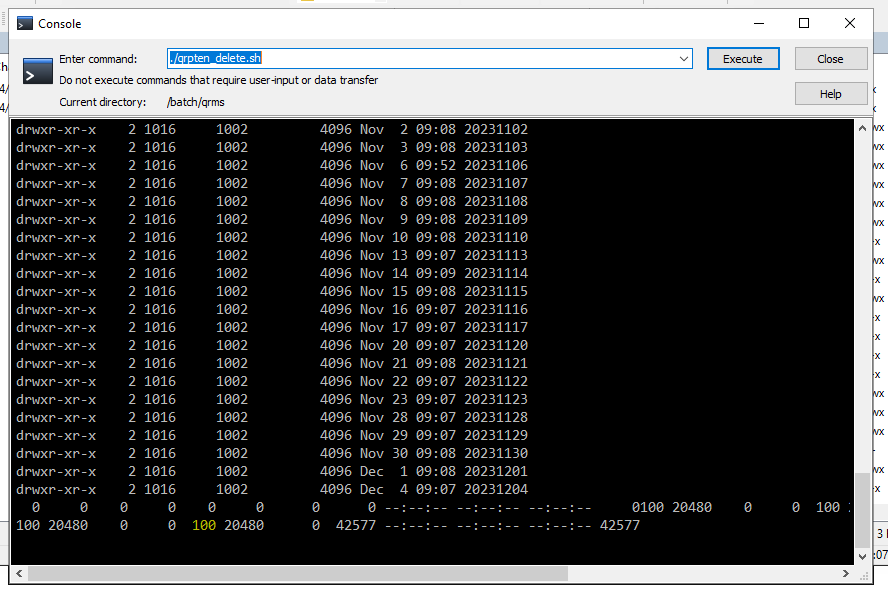 Console
Enter command:
./qrpten_delete.sh
Execute
Close
Do not execute commands that require user-input or data transfer
Current directory: /batch/qrms
Help
drwxr-xr-x 2 1016 1002 4096 Nov 2 09:08 20231102
drwxr-xr-x 2 1016 1002 4096 Nov 3 09:08 20231103
drwxr-xr-x 2 1016 1002 4096 Nov 6 09:52 20231106
drwxr-xr-x 2 1016 1002 4096 Nov 7 09:08 20231107
drwxr-xr-x 2 1016 1002 4096 Nov 8 09:08 20231108
drwxr-xr-x 2 1016 1002 4096 Nov 9 09:08 20231109
drwxr-xr-x 2 1016 1002 4096 Nov 10 09:08 20231110
drwxr-xr-x 2 1016 1002 4096 Nov 13 09:07 20231113
drwxr-xr-x 2 1016 1002 4096 Nov 14 09:09 20231114
drwxr-xr-x 2 1016 1002 4096 Nov 15 09:08 20231115
drwxr-xr-x 2 1016 1002 4096 Nov 16 09:07 20231116
drwxr-xr-x 2 1016 1002 4096 Nov 17 09:07 20231117
drwxr-xr-x 2 1016 1002 4096 Nov 20 09:07 20231120
drwxr-xr-x 2 1016 1002 4096 Nov 21 09:08 20231121
drwxr-xr-x 2 1016 1002 4096 Nov 22 09:07 20231122
drwxr-xr-x 2 1016 1002 4096 Nov 23 09:07 20231123
drwxr-xr-x 2 1016 1002 4096 Nov 28 09:07 20231128
drwxr-xr-x 2 1016 1002 4096 Nov 29 09:07 20231129
drwxr-xr-x 2 1016 1002 4096 Nov 30 09:08 20231130
drwxr-xr-x 2 1016 1002 4096 Dec 1 09:08 20231201
drwxr-xr-x 2 1016 1002 4096 Dec 4 09:07 20231204
0 0 0 0 0 0 0 0 --:--:-- --:--:-- --:--:-- 0100 20480 0 0 100
100 20480 0 0 100 20480 0 42577 --:--:-- --:--:-- --:--:-- 42577